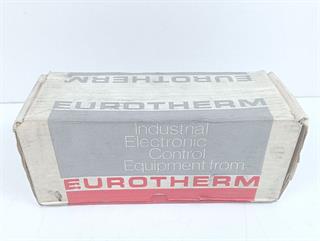 EUROTHERM
EUROTHERM
Industrial
Electronic
Control
Equipment from...
EUROTHERM